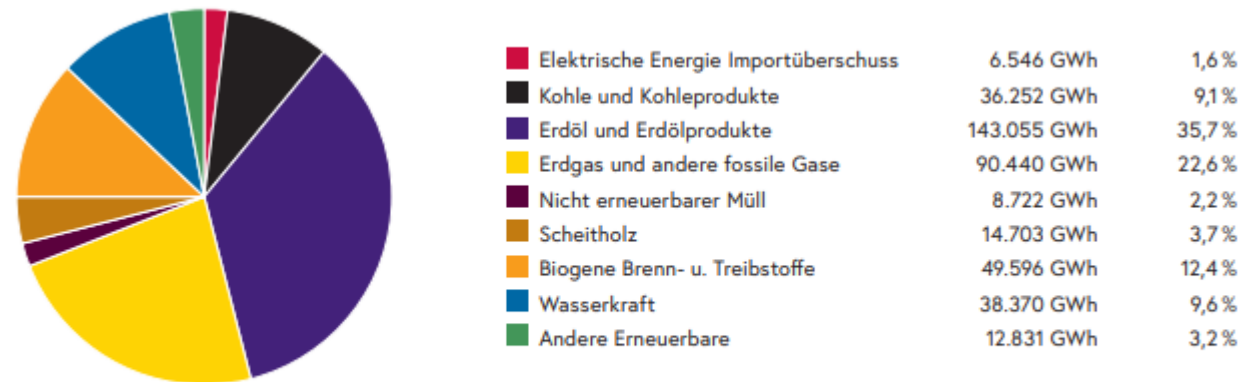 Elektrische Energie Importüberschuss 6.546 GWh 1,6 %
Kohle und Kohleprodukte 36.252 GWh 9,1 %
Erdöl und Erdölprodukte 143.055 GWh 35,7 %
Erdgas und andere fossile Gase 90.440 GWh 22,6 %
Nicht erneuerbarer Müll 8.722 GWh 2,2 %
Scheitholz 14.703 GWh 3,7 %
Biogene Brenn- u. Treibstoffe 49.596 GWh 12,4 %
Wasserkraft 38.370 GWh 9,6 %
Andere Erneuerbare 12.831 GWh 3,2 %